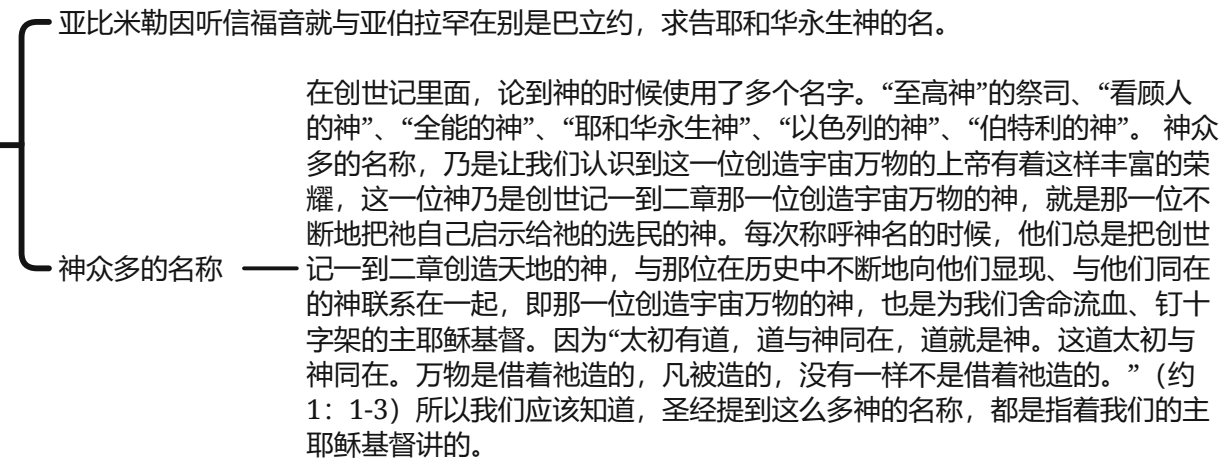 亚比米勒因听信福音就与亚伯拉罕在别是巴立约，求告耶和华永生神的名。
神众多的名称
在创世记里面，论到神的时候使用了多个名字。“至高神”的祭司、“看顾人
的神”、“全能的神”、“耶和华永生神”、“以色列的神”、“伯特利的神”。 神众
多的名称，乃是让我们认识到这一位创造宇宙万物的上帝有着这样丰富的荣
耀，这一位神乃是创世记一到二章那一位创造宇宙万物的神，就是那一位不
断地把祂自己启示给祂的选民的神。每次称呼神名的时候，他们总是把创世
记一到二章创造天地的神，与那位在历史中不断地向他们显现、与他们同在
的神联系在一起，即那一位创造宇宙万物的神，也是为我们舍命流血、钉十
字架的主耶稣基督。因为“太初有道，道与神同在，道就是神。这道太初与
神同在。万物是借着祂造的，凡被造的，没有一样不是借着祂造的。”（约
1：1-3）所以我们应该知道，圣经提到这么多神的名称，都是指着我们的主
耶稣基督讲的。